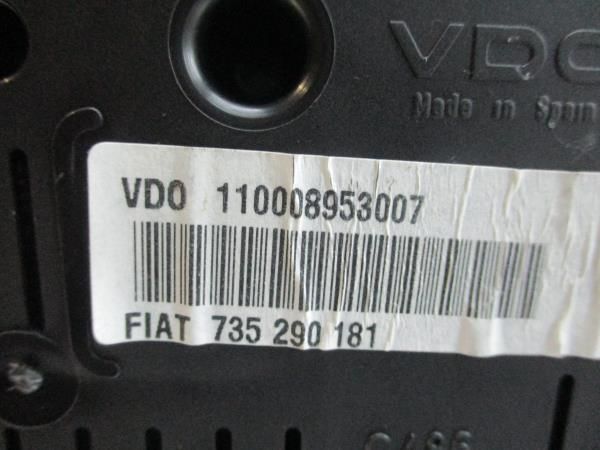 VDO
Made in Spain
VDO 110008953007
FIAT 735 290 181